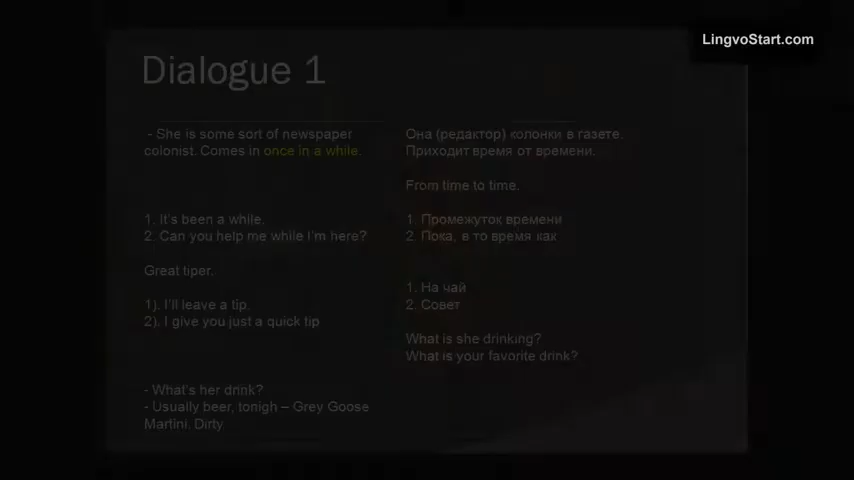 LingvoStart.com
Dialogue 1
- She is some sort of newspaper
colonist. Comes in once in a while.
1. It's been a while.
2. Can you help me while I'm here?
Great tiper.
1). I'll leave a tip.
2). I give you just a quick tip
- What's her drink?
- Usually beer, tonigh – Grey Goose
Martini. Dirty
Она (редактор) колонки в газете.
Приходит время от времени.
From time to time.
1. Промежуток времени
2. Пока, в то время как
1. На чай
2. Совет
What is she drinking?
What is your favorite drink?